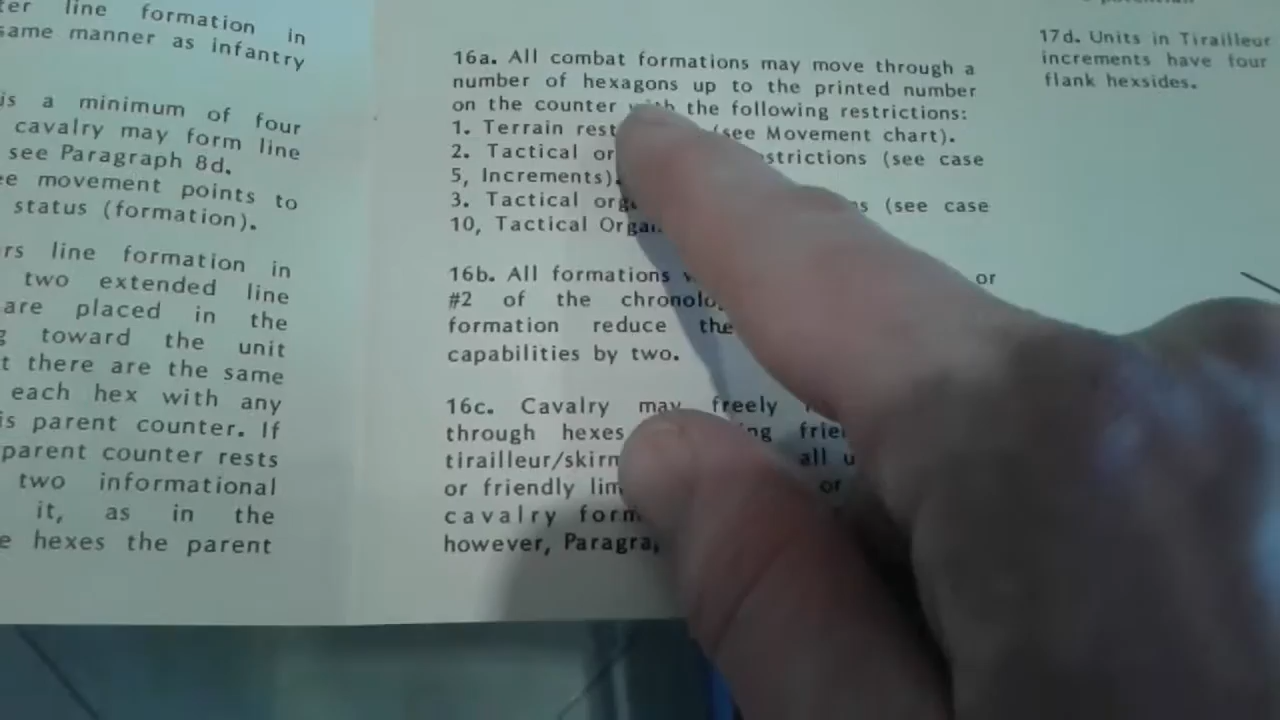 ter line formation in
same manner as infantry
is a minimum of four
cavalry may form line
see Paragraph 8d.
ee movement points to
status (formation).
rs line formation in
two extended line
are placed in the
g toward the unit
t there are the same
each hex with any
is parent counter. If
parent counter rests
two informational
it, as in the
e hexes the parent
16a. All combat formations may move through a
number of hexagons up to the printed number
on the counter with the following restrictions:
1. Terrain (see Movement chart).
2. Tactical (see case
5, Increments).
3. Tactical (see case
10, Tactical
16b. All formations or
#2 of the
formation reduce the
capabilities by two.
16c. Cavalry may freely
through hexes
all
or friendly or
cavalry
however,
17d. Units in Tirailleur
increments have four
flank hexsides.